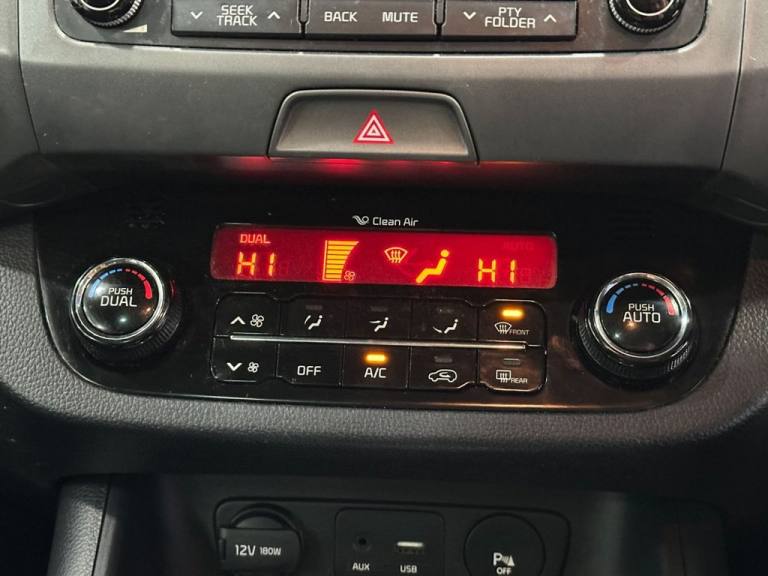 SEEK BACK MUTE PTY
TRACK FOLDER
Clean Air
DUAL AUTO
HI HI
PUSH DUAL
PUSH AUTO
FRONT
OFF A/C REAR
12V 180W AUX USB P OFF